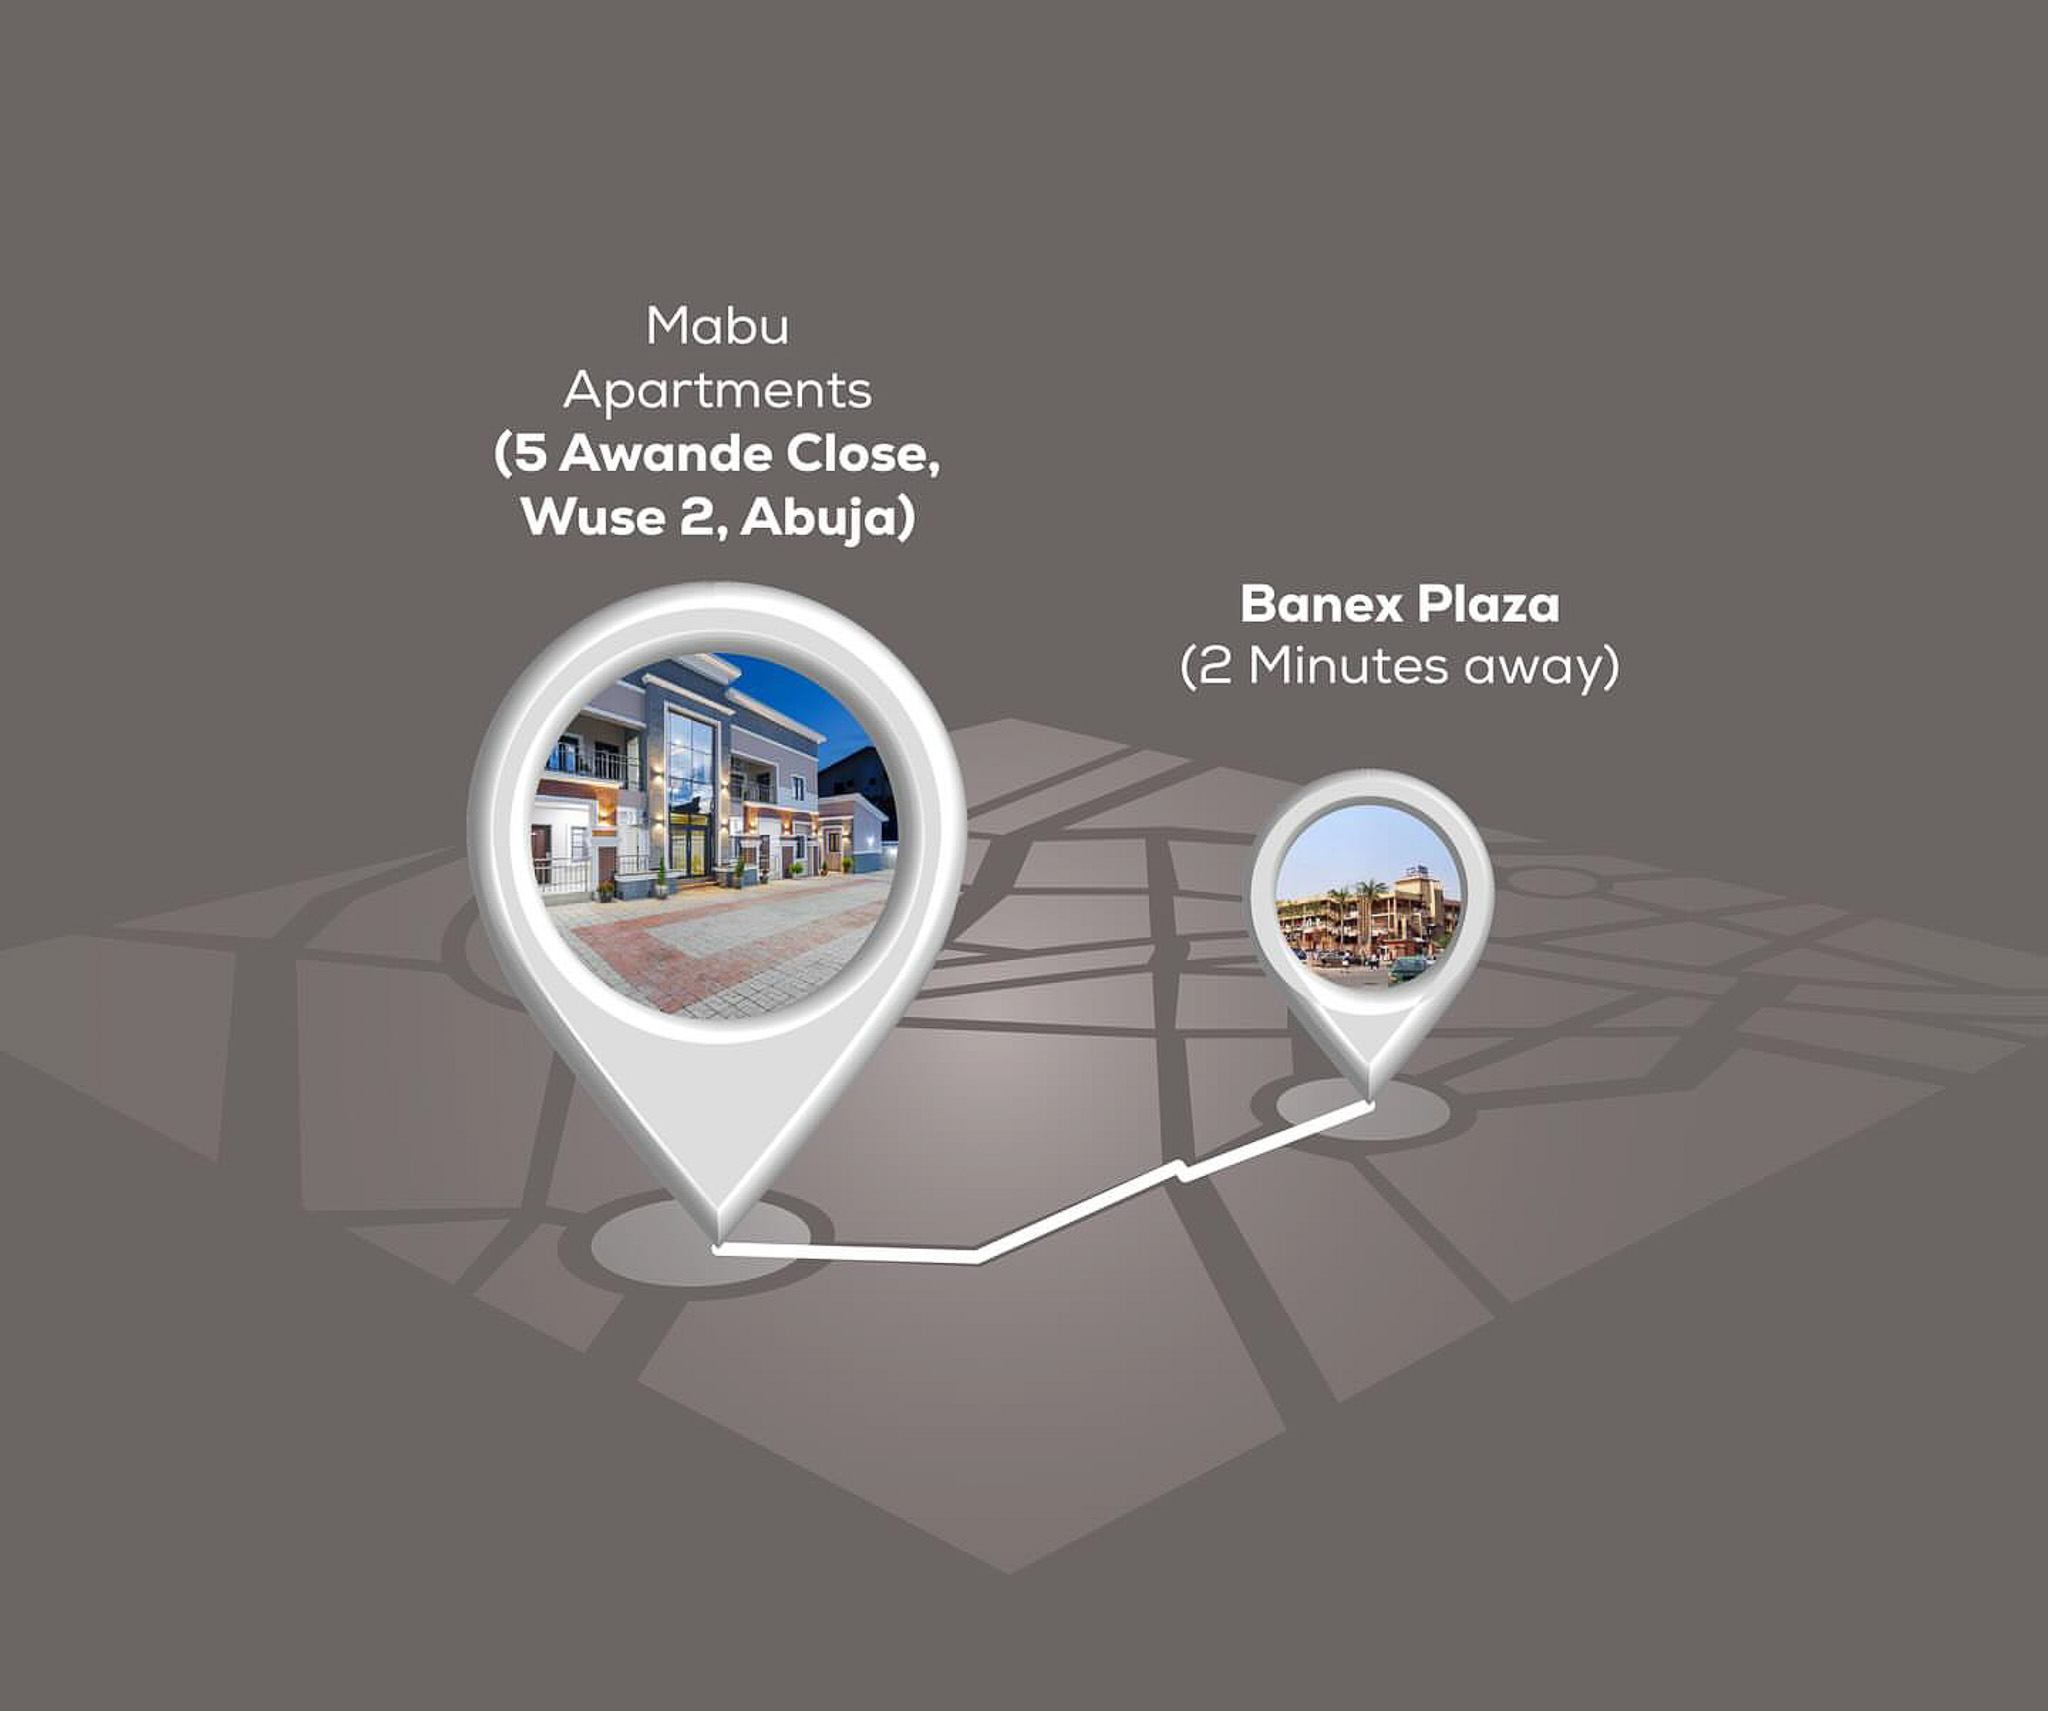 Mabu
Apartments
(5 Awande Close,
Wuse 2, Abuja)
Banex Plaza
(2 Minutes away)